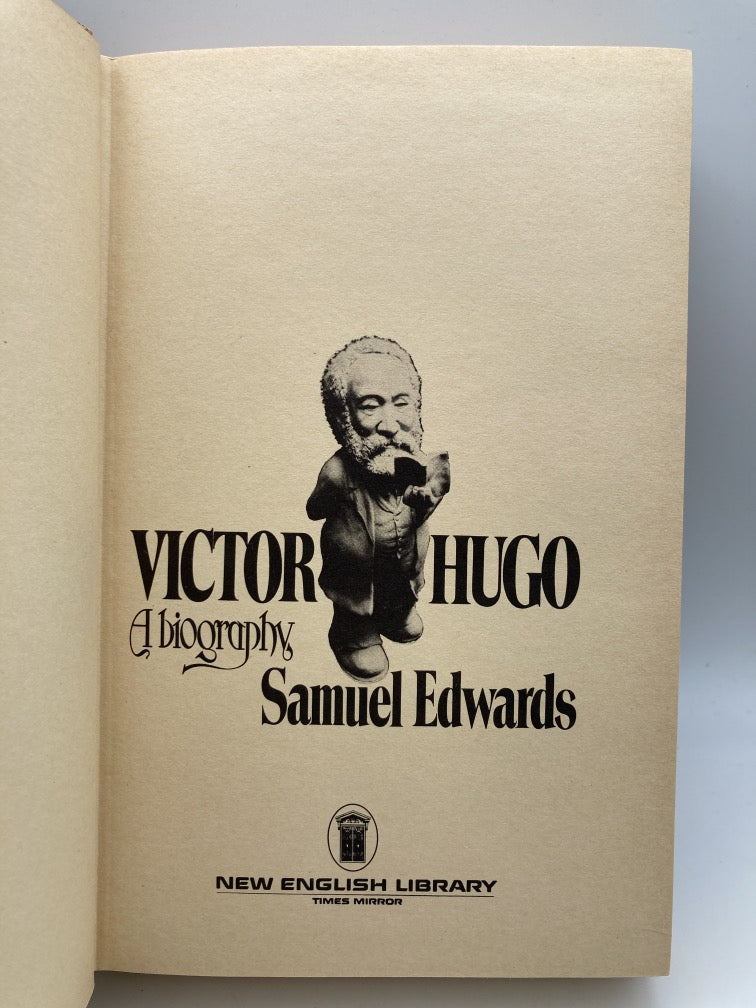 VICTOR HUGO
A biography,
Samuel Edwards
NEW ENGLISH LIBRARY
TIMES MIRROR